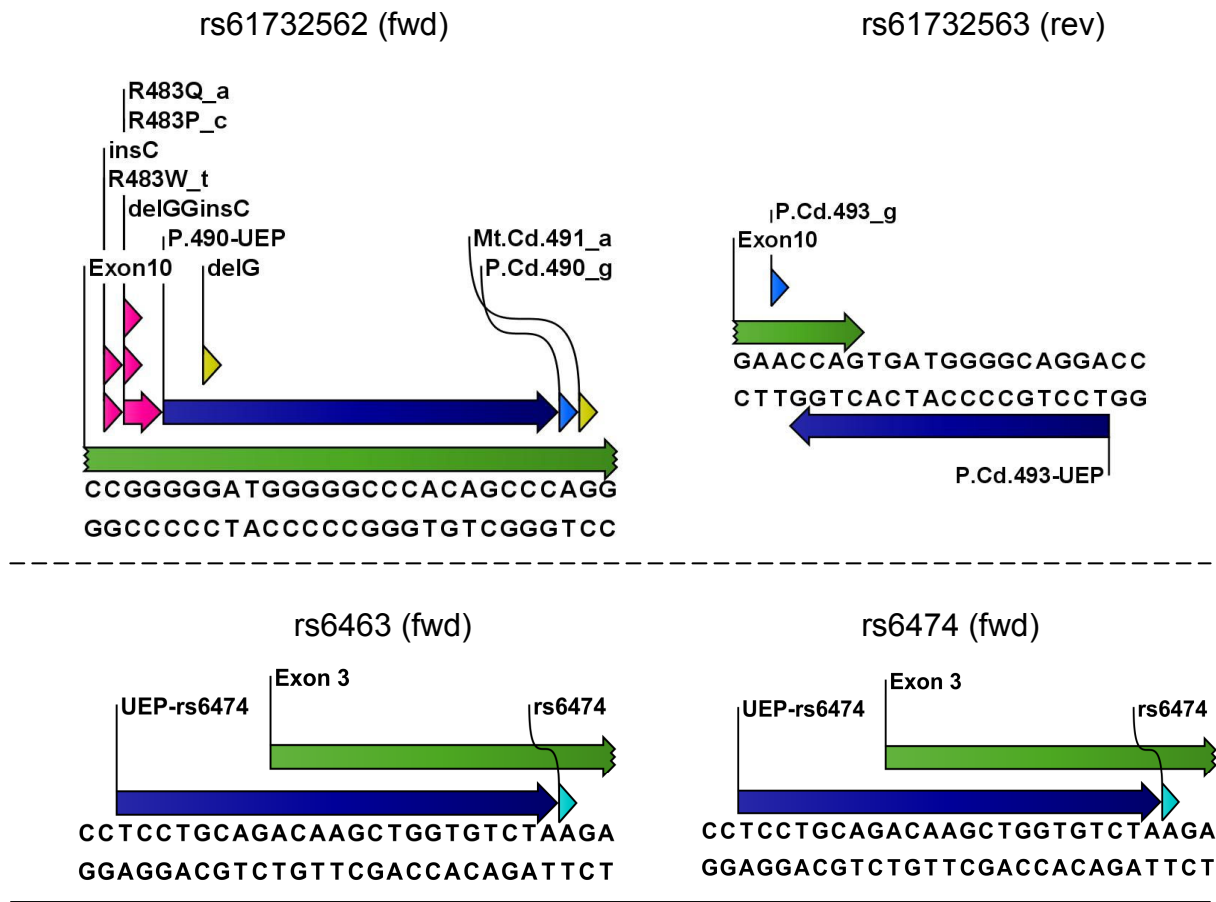 rs61732562 (fwd)
R483Q_a
R483P_c
insC
R483W_t
delGGinsC
P.490-UEP
Exon10
delG
Mt.Cd.491_a
P.Cd.490_g
CCGGGGGATGGGGGCCCACAGCCCAGG
GGCCCCCTACCCCCGGGTGTCGGGTCC
rs61732563 (rev)
P.Cd.493_g
Exon10
GAACCAGTGATGGGGCAGGACC
CTTGGTCACTACCCCGTCCTGG
P.Cd.493-UEP
rs6463 (fwd)
Exon 3
UEP-rs6474
rs6474
CCTCCTGCAGACAAGCTGGTGTCTAAGA
GGAGGACGTCTGTTCGACCACAGATTCT
rs6474 (fwd)
Exon 3
UEP-rs6474
rs6474
CCTCCTGCAGACAAGCTGGTGTCTAAGA
GGAGGACGTCTGTTCGACCACAGATTCT